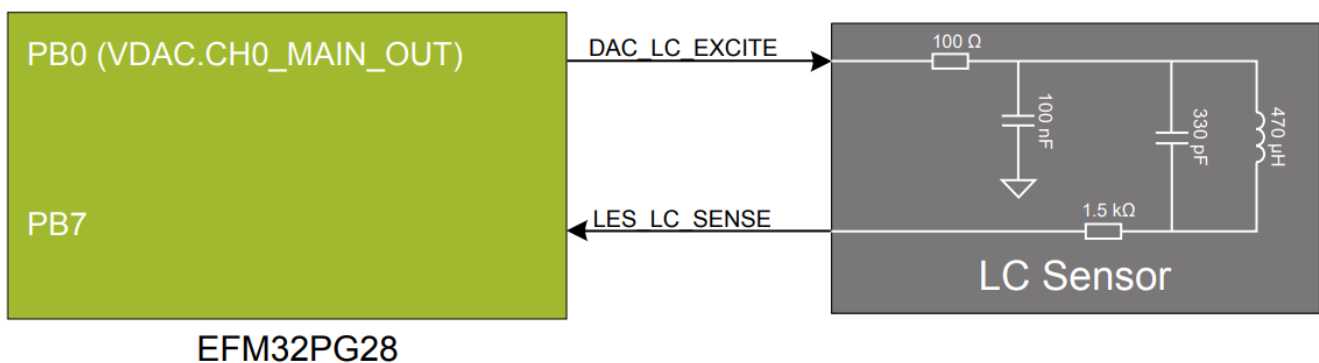 PB0 (VDAC.CH0_MAIN_OUT)
DAC_LC_EXCITE
100 Ω
100 nF
330 pF
470 µH
PB7
LES_LC_SENSE
1.5 kΩ
LC Sensor
EFM32PG28